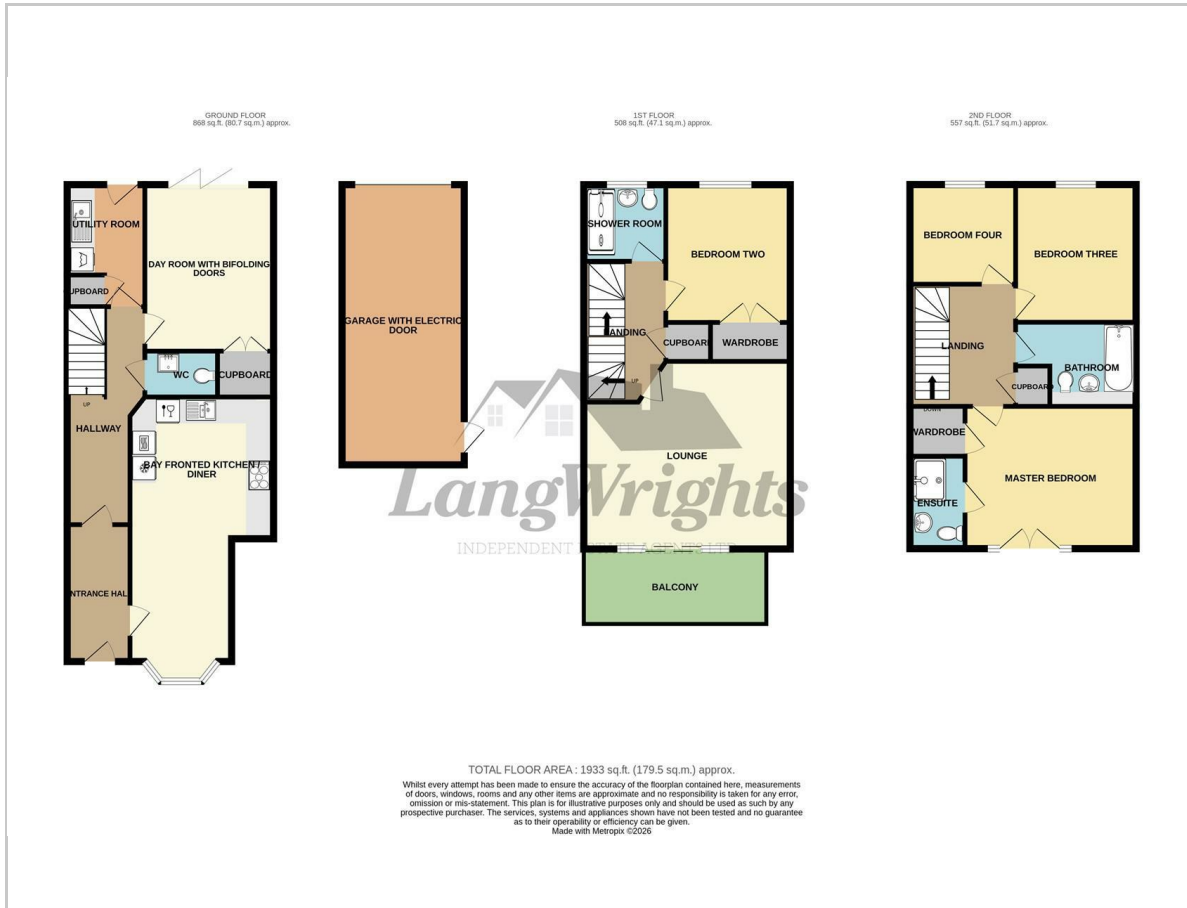 GROUND FLOOR
868 sq.ft. (80.7 sq.m.) approx.
1ST FLOOR
508 sq.ft. (47.1 sq.m.) approx.
2ND FLOOR
557 sq.ft. (51.7 sq.m.) approx.
UTILITY ROOM
DAY ROOM WITH BIFOLDING
DOORS
UPBOARD
WC
CUPBOARD
UP
HALLWAY
BAY FRONTED KITCHEN /
DINER
NTRANCE HAL
GARAGE WITH ELECTRIC
DOOR
SHOWER ROOM
BEDROOM TWO
LANDING
CUPBOARD
WARDROBE
UP
LOUNGE
BALCONY
BEDROOM FOUR
BEDROOM THREE
LANDING
BATHROOM
CUPBOARD
DOWN
WARDROBE
MASTER BEDROOM
ENSUITE
LangWrights
INDEPENDENT ESTATE AGENTS LTD
TOTAL FLOOR AREA : 1933 sq.ft. (179.5 sq.m.) approx.
Whilst every attempt has been made to ensure the accuracy of the floorplan contained here, measurements
of doors, windows, rooms and any other items are approximate and no responsibility is taken for any error,
omission or mis-statement. This plan is for illustrative purposes only and should be used as such by any
prospective purchaser. The services, systems and appliances shown have not been tested and no guarantee
as to their operability or efficiency can be given.
Made with Metropix ©2026